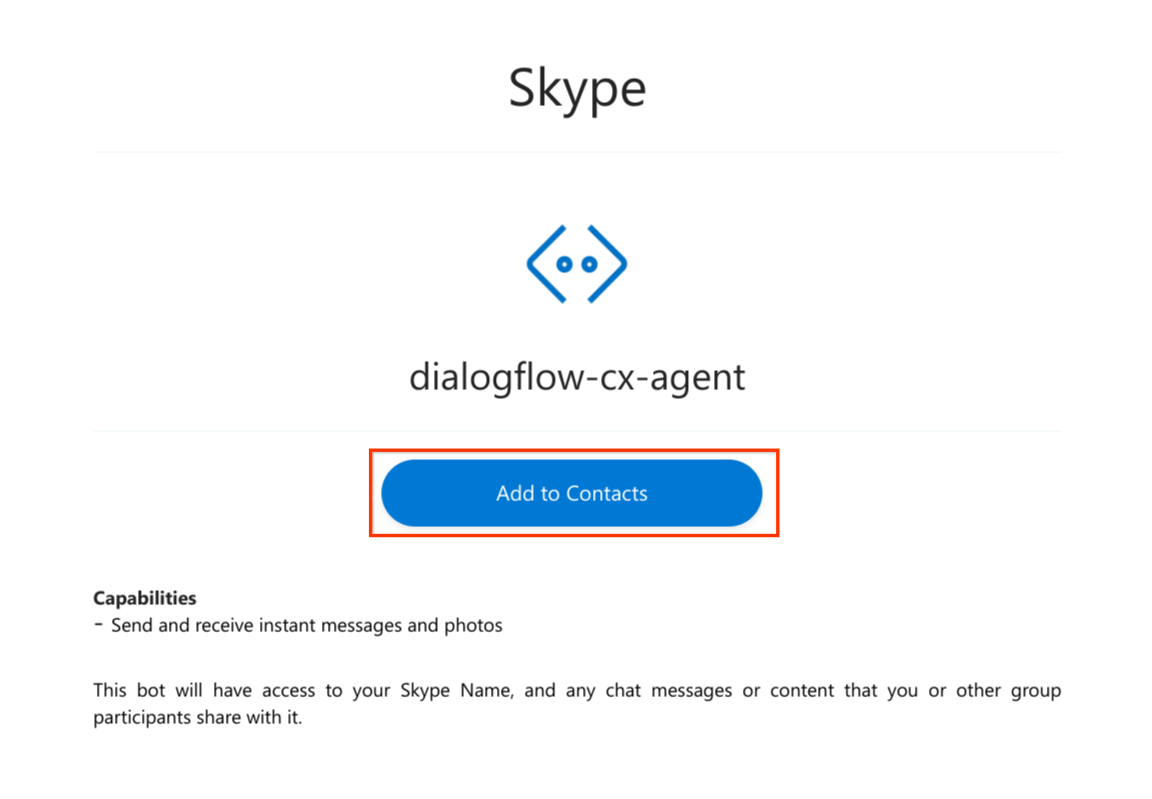 Skype
dialogflow-cx-agent
Add to Contacts
Capabilities
- Send and receive instant messages and photos
This bot will have access to your Skype Name, and any chat messages or content that you or other group
participants share with it.